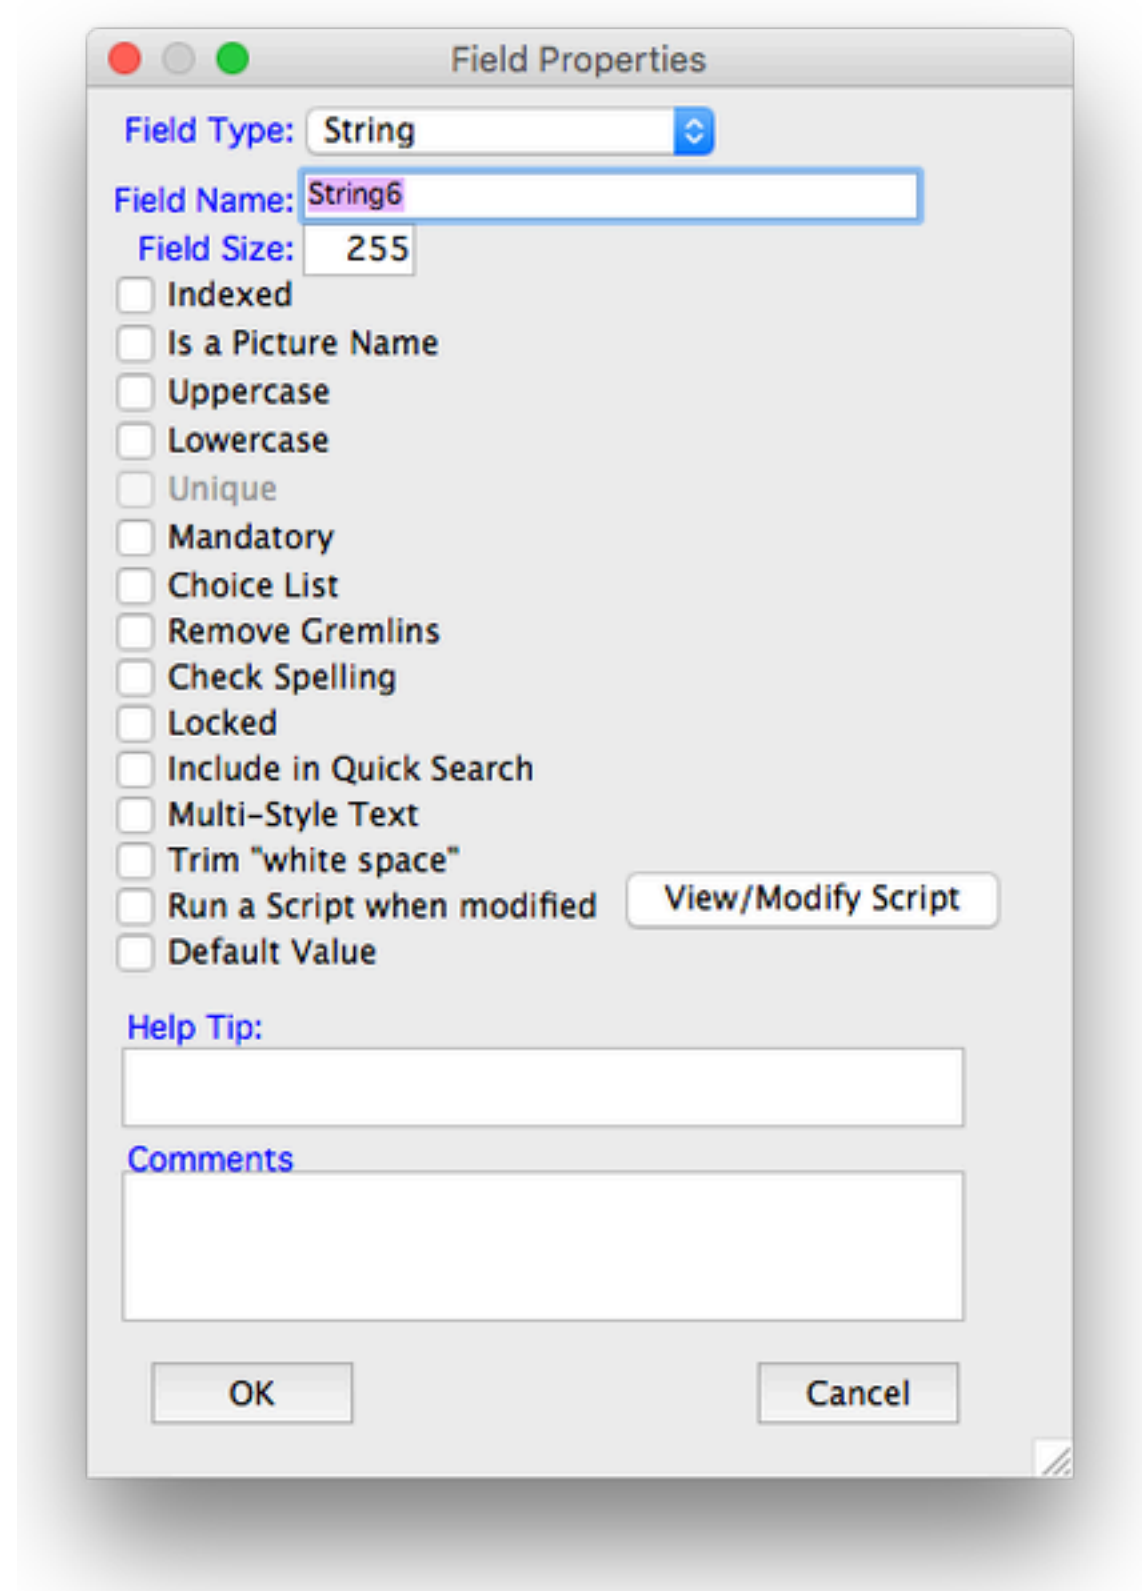 Field Properties
Field Type: String
Field Name: String6
Field Size: 255
Indexed
Is a Picture Name
Uppercase
Lowercase
Unique
Mandatory
Choice List
Remove Gremlins
Check Spelling
Locked
Include in Quick Search
Multi-Style Text
Trim "white space"
Run a Script when modified View/Modify Script
Default Value
Help Tip:
Comments
OK Cancel